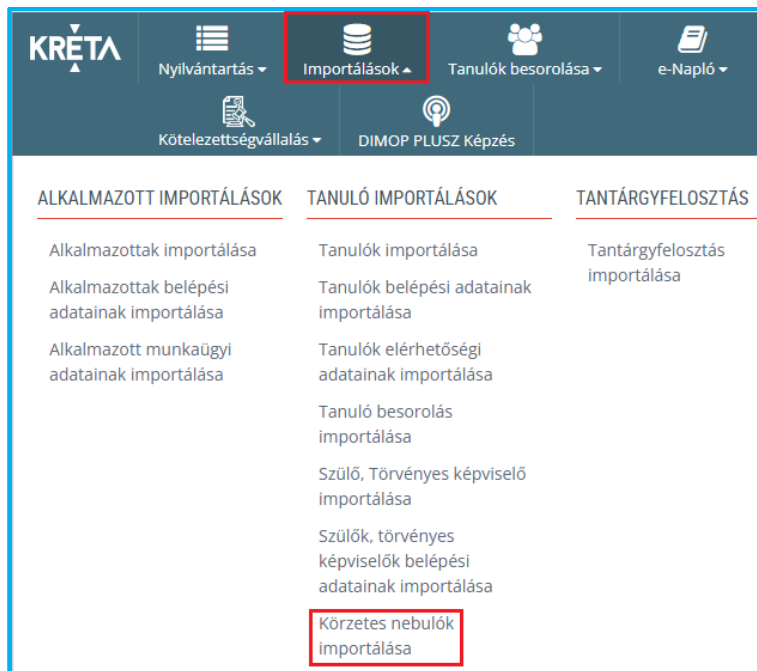 KRÉTA
Nyilvántartás
Importálások
Tanulók besorolása
e-Napló
Kötelezettségvállalás
DIMOP PLUSZ Képzés
ALKALMAZOTT IMPORTÁLÁSOK
Alkalmazottak importálása
Alkalmazottak belépési
adatainak importálása
Alkalmazott munkaügyi
adatainak importálása
TANULÓ IMPORTÁLÁSOK
Tanulók importálása
Tanulók belépési adatainak
importálása
Tanulók elérhetőségi
adatainak importálása
Tanuló besorolás
importálása
Szülő, Törvényes képviselő
importálása
Szülők, törvényes
képviselők belépési
adatainak importálása
Körzetes nebulók
importálása
TANTÁRGYFELOSZTÁS
Tantárgyfelosztás
importálása